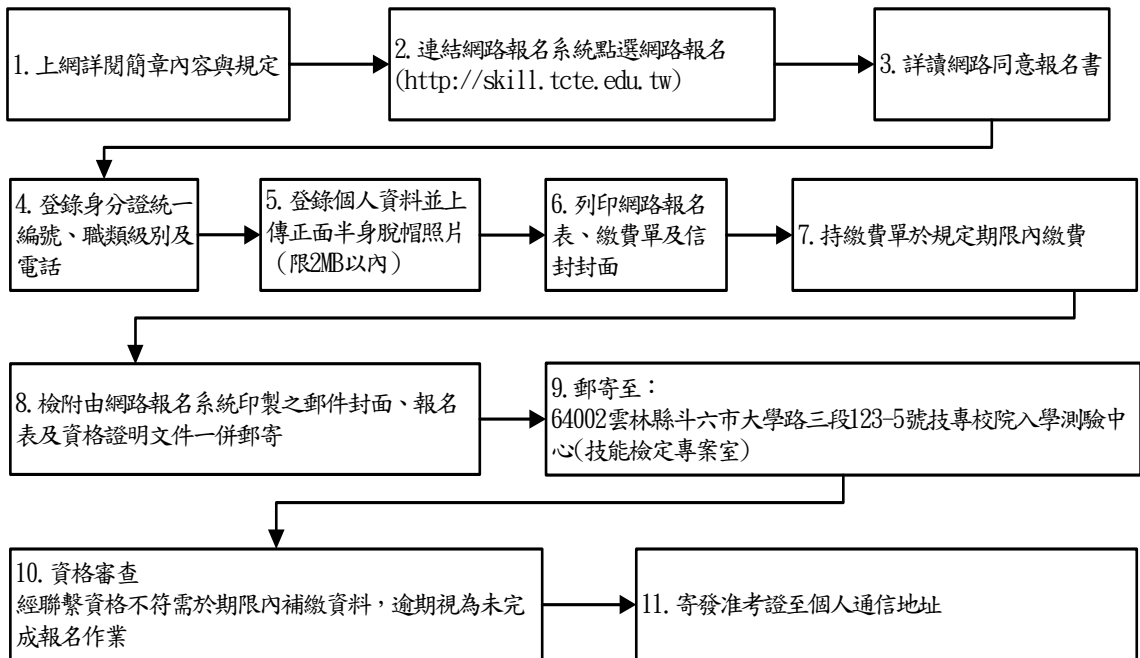 1. 上網詳閱簡章內容與規定
2. 連結網路報名系統點選網路報名
(http://skill.tcte.edu.tw)
3. 詳讀網路同意報名書
4. 登錄身分證統一
編號、職類級別及
電話
5. 登錄個人資料並上
傳正面半身脫帽照片
（限2MB以內）
6. 列印網路報名
表、繳費單及信
封封面
7. 持繳費單於規定期限內繳費
8. 檢附由網路報名系統印製之郵件封面、報名
表及資格證明文件一併郵寄
9. 郵寄至：
64002雲林縣斗六市大學路三段123-5號技專校院入學測驗中
心(技能檢定專案室)
10. 資格審查
經聯繫資格不符需於期限內補繳資料，逾期視為未完
成報名作業
11. 寄發准考證至個人通信地址